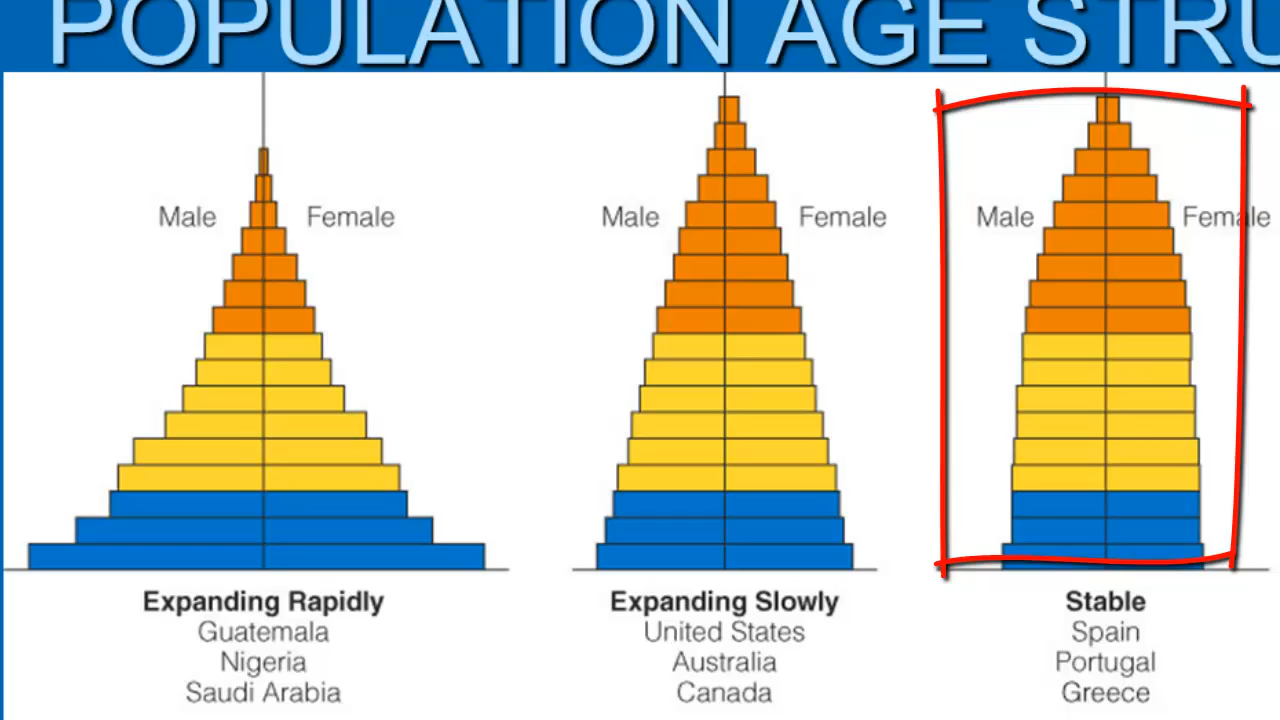 POPULATION AGE STRU
Male Female
Male Female
Male Female
Expanding Rapidly
Guatemala
Nigeria
Saudi Arabia
Expanding Slowly
United States
Australia
Canada
Stable
Spain
Portugal
Greece